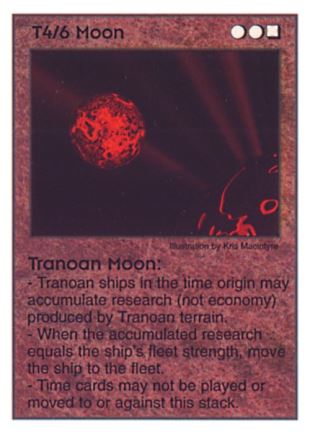 T4/6 Moon
Illustration by Kris Macintyre
Tranoan Moon:
- Tranoan ships in the time origin may
accumulate research (not economy)
produced by Tranoan terrain.
- When the accumulated research
equals the ship's fleet strength, move
the ship to the fleet.
- Time cards may not be played or
moved to or against this stack.